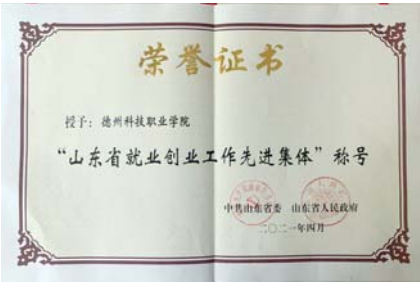 荣誉证书
授予：德州科技职业学院
“山东省就业创业工作先进集体”称号
中共山东省委 山东省人民政府
二〇二一年四月